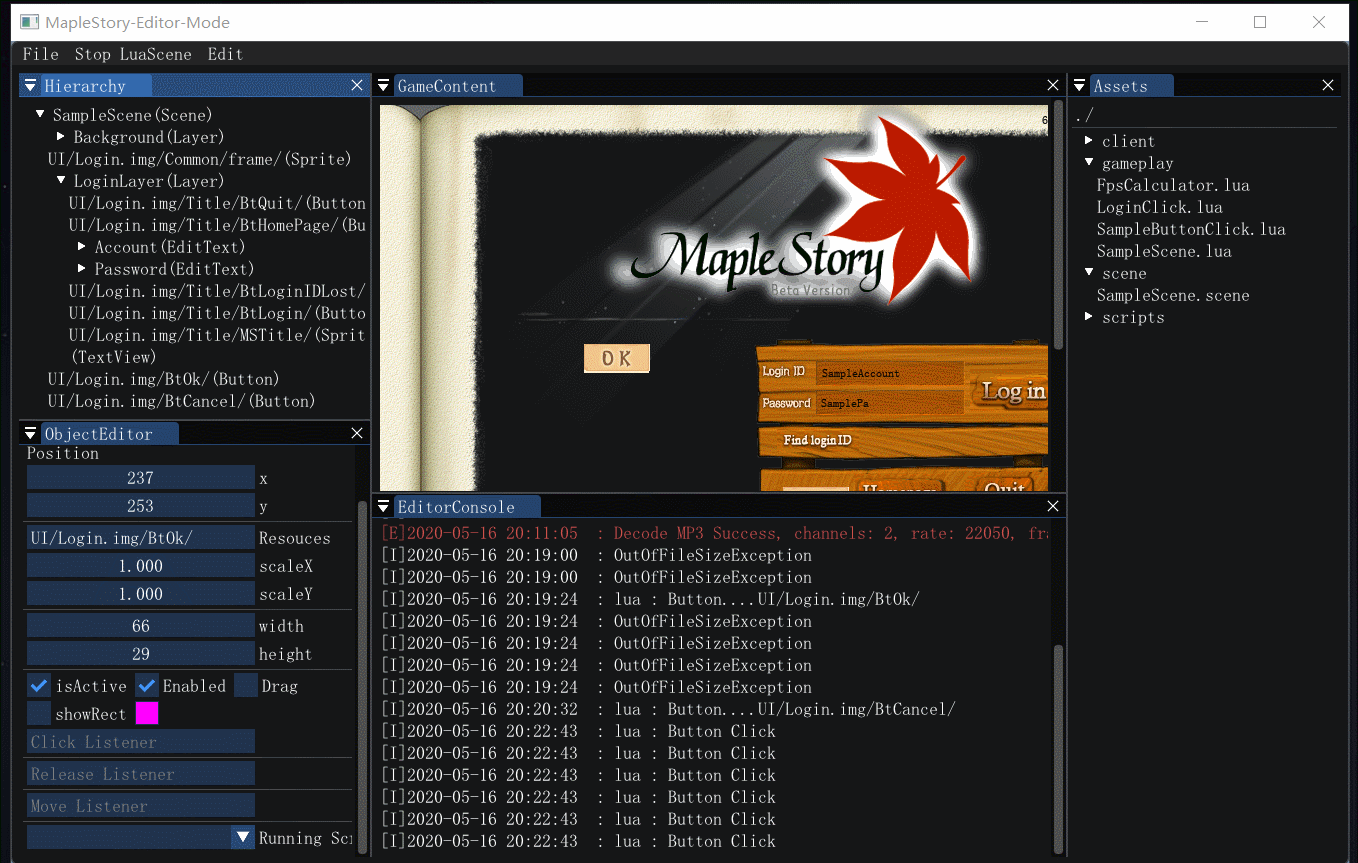 MapleStory-Editor-Mode
File Stop LuaScene Edit
Hierarchy
SampleScene(Scene)
Background(Layer)
UI/Login.img/Common/frame/(Sprite)
LoginLayer(Layer)
UI/Login.img/Title/BtQuit/(Button
UI/Login.img/Title/BtHomePage/(Bu
Account(EditText)
Password(EditText)
UI/Login.img/Title/BtLoginIDLost/
UI/Login.img/Title/BtLogin/(Butto
UI/Login.img/Title/MSTitle/(Sprit
(TextView)
UI/Login.img/BtOk/(Button)
UI/Login.img/BtCancel/(Button)
ObjectEditor
Position
237 x
253 y
UI/Login.img/BtOk/ Resouces
1.000 scaleX
1.000 scaleY
66 width
29 height
isActive Enabled Drag
showRect
Click Listener
Release Listener
Move Listener
Running Scr
GameContent
6
MapleStory
Beta Version
OK
Login ID SampleAccount
Log in
Password SamplePa
Find login ID
Quit
EditorConsole
[E]2020-05-16 20:11:05 : Decode MP3 Success, channels: 2, rate: 22050, fra
[I]2020-05-16 20:19:00 : OutOfFileSizeException
[I]2020-05-16 20:19:00 : OutOfFileSizeException
[I]2020-05-16 20:19:24 : lua : Button....UI/Login.img/BtOk/
[I]2020-05-16 20:19:24 : OutOfFileSizeException
[I]2020-05-16 20:19:24 : OutOfFileSizeException
[I]2020-05-16 20:19:24 : OutOfFileSizeException
[I]2020-05-16 20:19:24 : OutOfFileSizeException
[I]2020-05-16 20:20:32 : lua : Button....UI/Login.img/BtCancel/
[I]2020-05-16 20:22:43 : lua : Button Click
[I]2020-05-16 20:22:43 : lua : Button Click
[I]2020-05-16 20:22:43 : lua : Button Click
[I]2020-05-16 20:22:43 : lua : Button Click
[I]2020-05-16 20:22:43 : lua : Button Click
[I]2020-05-16 20:22:43 : lua : Button Click
Assets
./
client
gameplay
FpsCalculator.lua
LoginClick.lua
SampleButtonClick.lua
SampleScene.lua
scene
SampleScene.scene
scripts